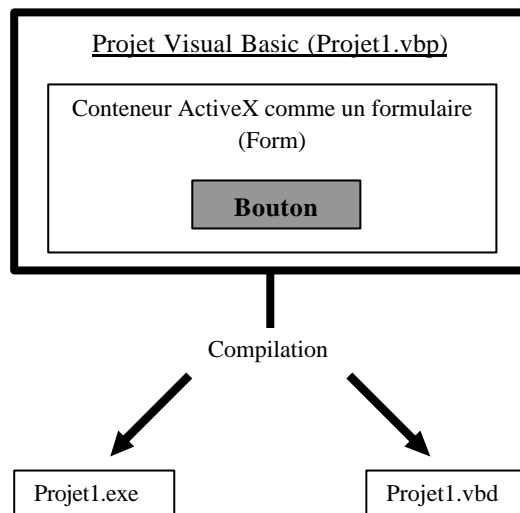 Projet Visual Basic (Projet1.vbp)
Conteneur ActiveX comme un formulaire
(Form)
Bouton
Compilation
Projet1.exe
Projet1.vbd